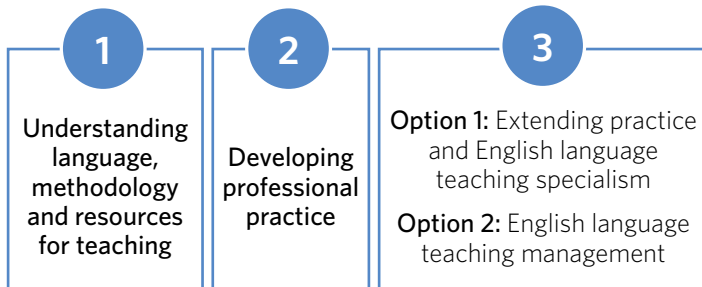 1
Understanding
language,
methodology
and resources
for teaching
2
Developing
professional
practice
3
Option 1: Extending practice
and English language
teaching specialism
Option 2: English language
teaching management